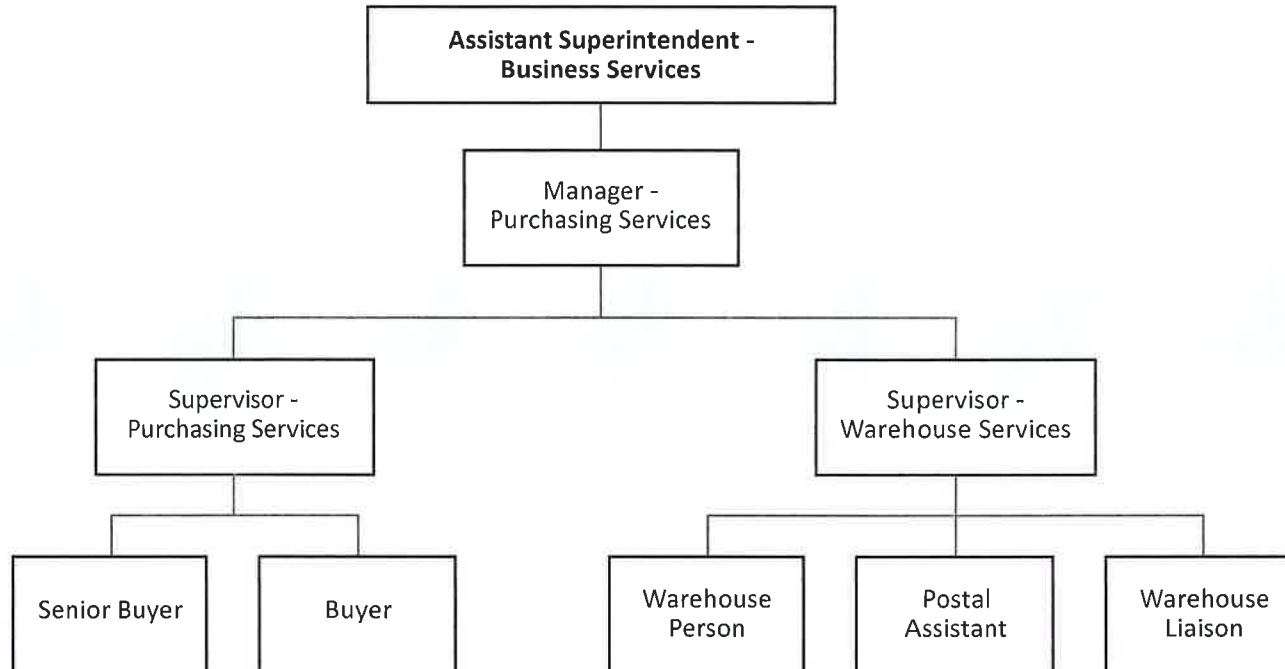 Assistant Superintendent -
Business Services
Manager -
Purchasing Services
Supervisor -
Purchasing Services
Supervisor -
Warehouse Services
Senior Buyer
Buyer
Warehouse
Person
Postal
Assistant
Warehouse
Liaison